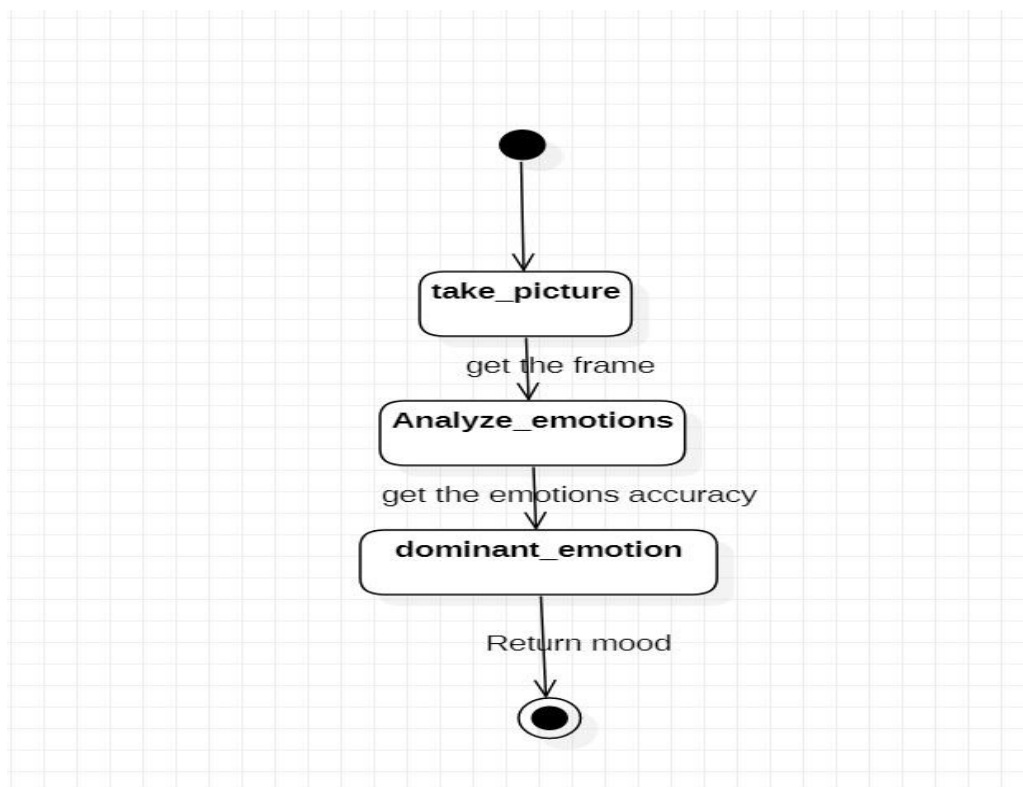 take_picture
get the frame
Analyze_emotions
get the emotions accuracy
dominant_emotion
Return mood